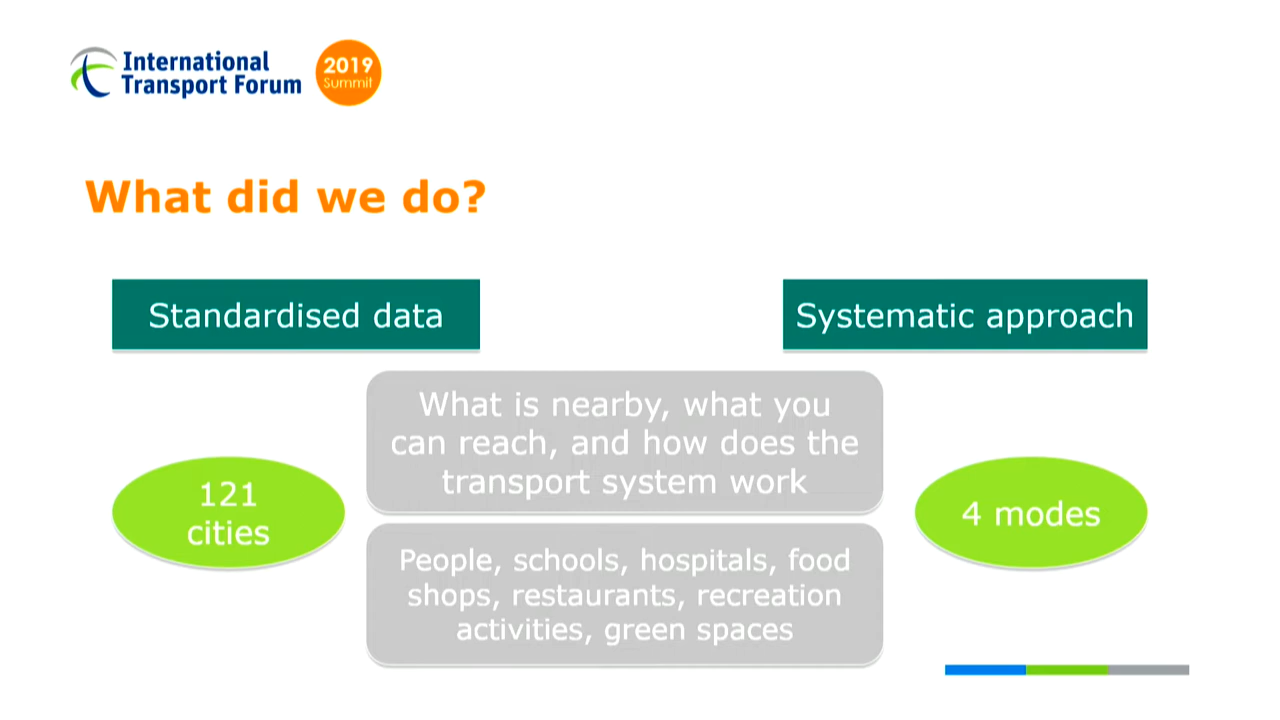 International
Transport Forum
2019
Summit
What did we do?
Standardised data
Systematic approach
What is nearby, what you
can reach, and how does the
transport system work
121
cities
4 modes
People, schools, hospitals, food
shops, restaurants, recreation
activities, green spaces